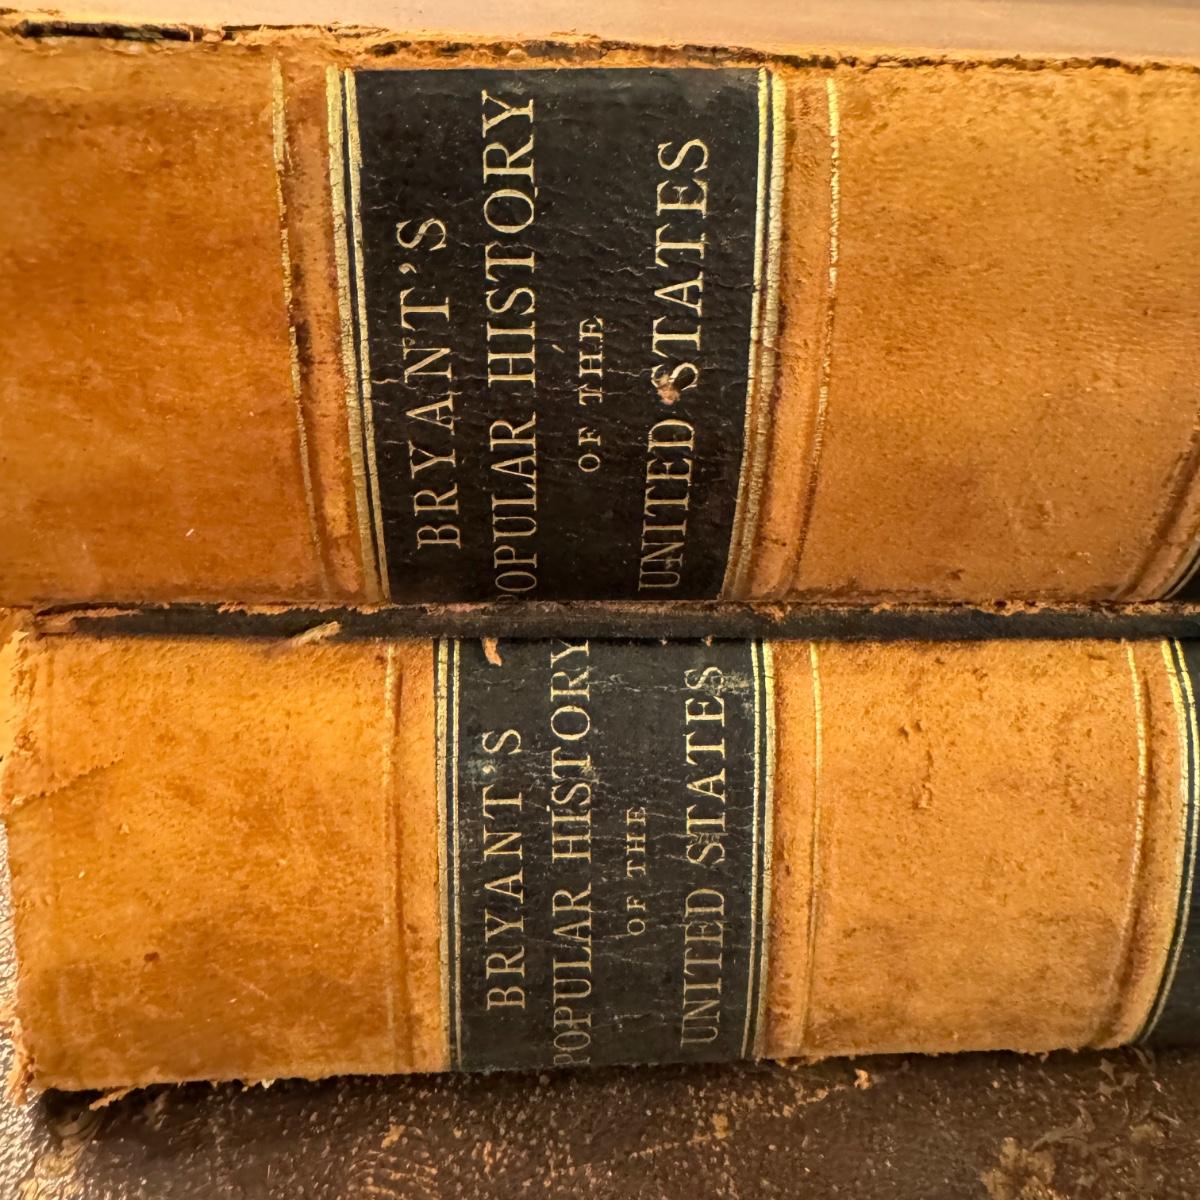 BRYANT'S
POPULAR HISTORY
OF THE
UNITED STATES
BRYANT'S
POPULAR HISTORY
OF THE
UNITED STATES